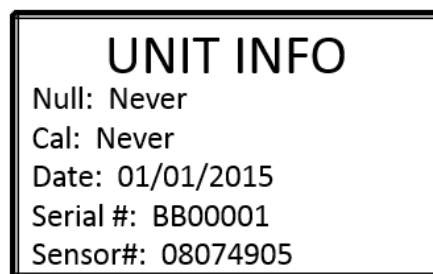 UNIT INFO
Null: Never
Cal: Never
Date: 01/01/2015
Serial #: BB00001
Sensor#: 08074905